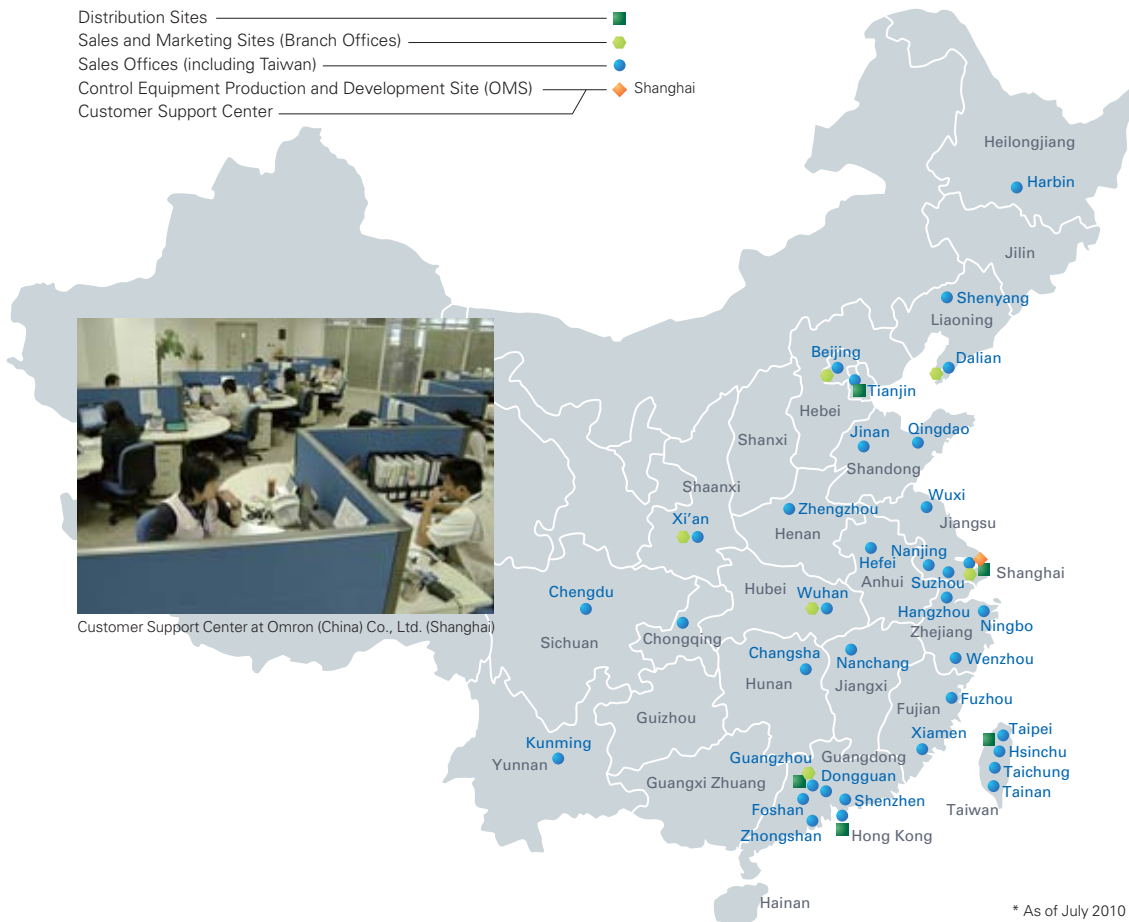 Distribution Sites
Sales and Marketing Sites (Branch Offices)
Sales Offices (including Taiwan)
Control Equipment Production and Development Site (OMS)
Shanghai
Customer Support Center
Heilongjiang
Harbin
Jilin
Shenyang
Liaoning
Beijing
Dalian
Tianjin
Hebei
Jinan
Qingdao
Shanxi
Shandong
Shaanxi
Wuxi
Zhengzhou
Xi'an
Jiangsu
Henan
Nanjing
Hefei
Shanghai
Anhui
Suzhou
Hubei
Wuhan
Chengdu
Hangzhou
Ningbo
Customer Support Center at Omron (China) Co., Ltd. (Shanghai)
Zhejiang
Sichuan
Chongqing
Changsha
Nanchang
Wenzhou
Hunan
Jiangxi
Fuzhou
Fujian
Guizhou
Taipei
Xiamen
Kunming
Hsinchu
Guangzhou
Guangdong
Yunnan
Taichung
Dongguan
Guangxi Zhuang
Tainan
Shenzhen
Foshan
Taiwan
Zhongshan
Hong Kong
Hainan
* As of July 2010